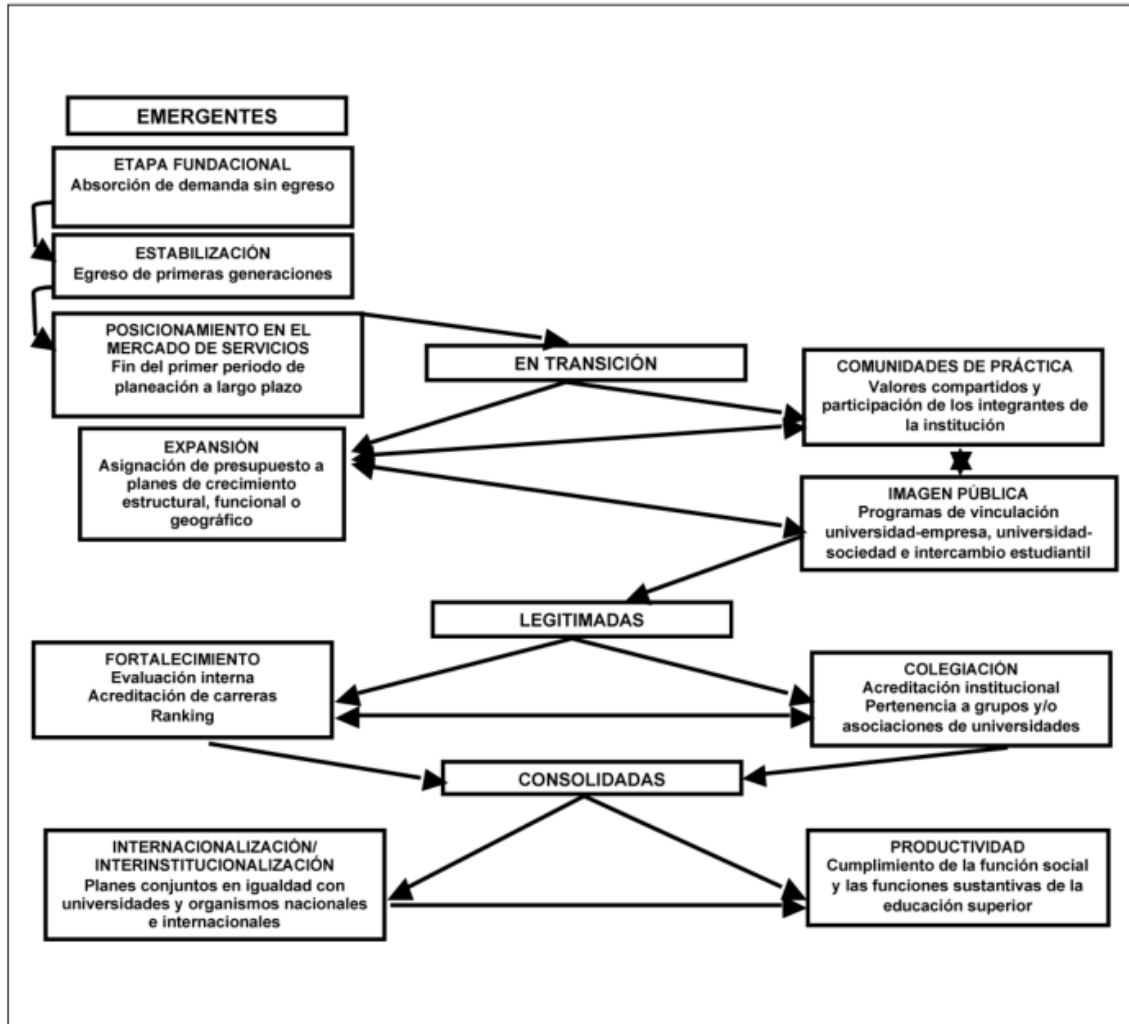 EMERGENTES
ETAPA FUNDACIONAL
Absorción de demanda sin egreso
ESTABILIZACIÓN
Egreso de primeras generaciones
POSICIONAMIENTO EN EL
MERCADO DE SERVICIOS
Fin del primer periodo de
planeación a largo plazo
EN TRANSICIÓN
COMUNIDADES DE PRÁCTICA
Valores compartidos y
participación de los integrantes de
la institución
EXPANSIÓN
Asignación de presupuesto a
planes de crecimiento
estructural, funcional o
geográfico
IMAGEN PÚBLICA
Programas de vinculación
universidad-empresa, universidad-
sociedad e intercambio estudiantil
LEGITIMADAS
FORTALECIMIENTO
Evaluación interna
Acreditación de carreras
Ranking
COLEGIACIÓN
Acreditación institucional
Pertenencia a grupos y/o
asociaciones de universidades
CONSOLIDADAS
INTERNACIONALIZACIÓN/
INTERINSTITUCIONALIZACIÓN
Planes conjuntos en igualdad con
universidades y organismos nacionales
e internacionales
PRODUCTIVIDAD
Cumplimiento de la función social
y las funciones sustantivas de la
educación superior